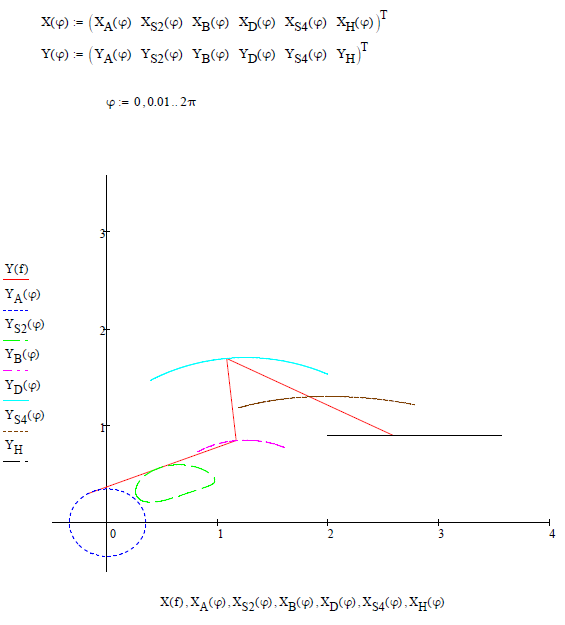 X(φ) := (X_A(φ) X_S2(φ) X_B(φ) X_D(φ) X_S4(φ) X_H(φ))^T
Y(φ) := (Y_A(φ) Y_S2(φ) Y_B(φ) Y_D(φ) Y_S4(φ) Y_H)^T
φ := 0, 0.01 .. 2π
3
2
1
Y(f)
Y_A(φ)
Y_S2(φ)
Y_B(φ)
Y_D(φ)
Y_S4(φ)
Y_H
0 1 2 3 4
X(f), X_A(φ), X_S2(φ), X_B(φ), X_D(φ), X_S4(φ), X_H(φ)